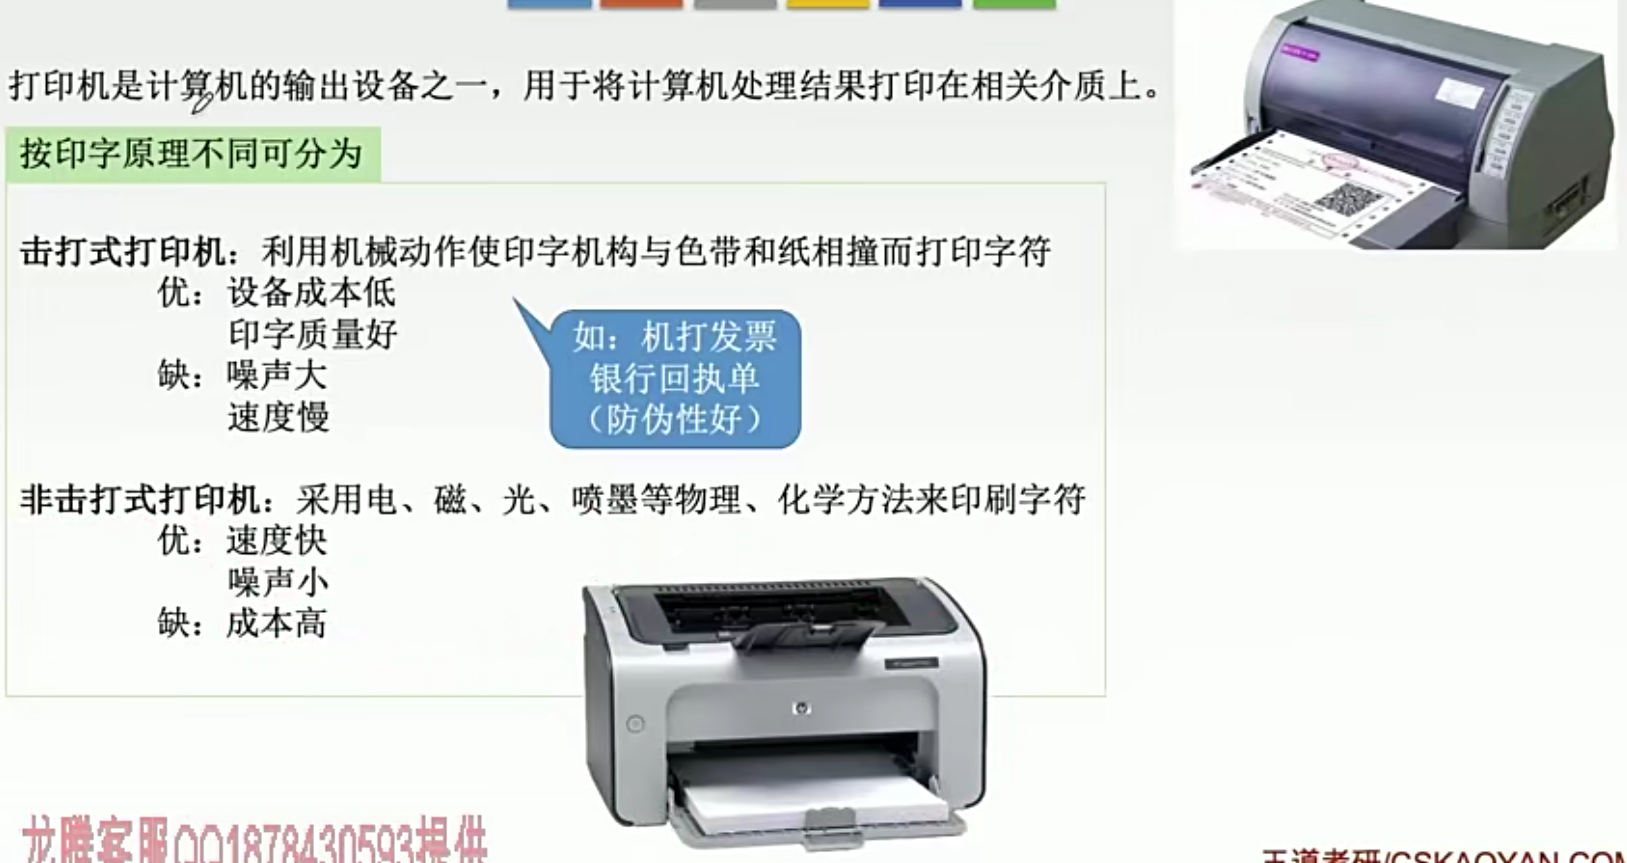 打印机是计算机的输出设备之一，用于将计算机处理结果打印在相关介质上。
按印字原理不同可分为
击打式打印机：利用机械动作使印字机构与色带和纸相撞而打印字符
优：设备成本低
印字质量好
缺：噪声大
速度慢
如：机打发票
银行回执单
（防伪性好）
非击打式打印机：采用电、磁、光、喷墨等物理、化学方法来印刷字符
优：速度快
噪声小
缺：成本高
hp
龙腾客服QQ1878430593提供
王道考研/CSKAOYAN.COM